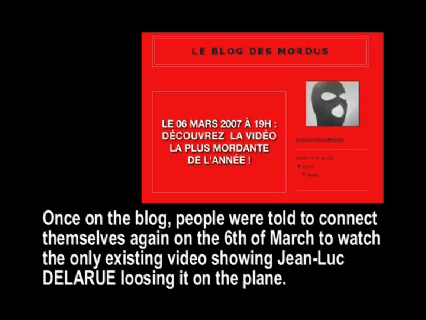 LE BLOG DES MORDUS
LE 06 MARS 2007 À 19H :
DÉCOUVREZ LA VIDÉO
LA PLUS MORDANTE
DE L'ANNÉE !
Once on the blog, people were told to connect
themselves again on the 6th of March to watch
the only existing video showing Jean-Luc
DELARUE loosing it on the plane.